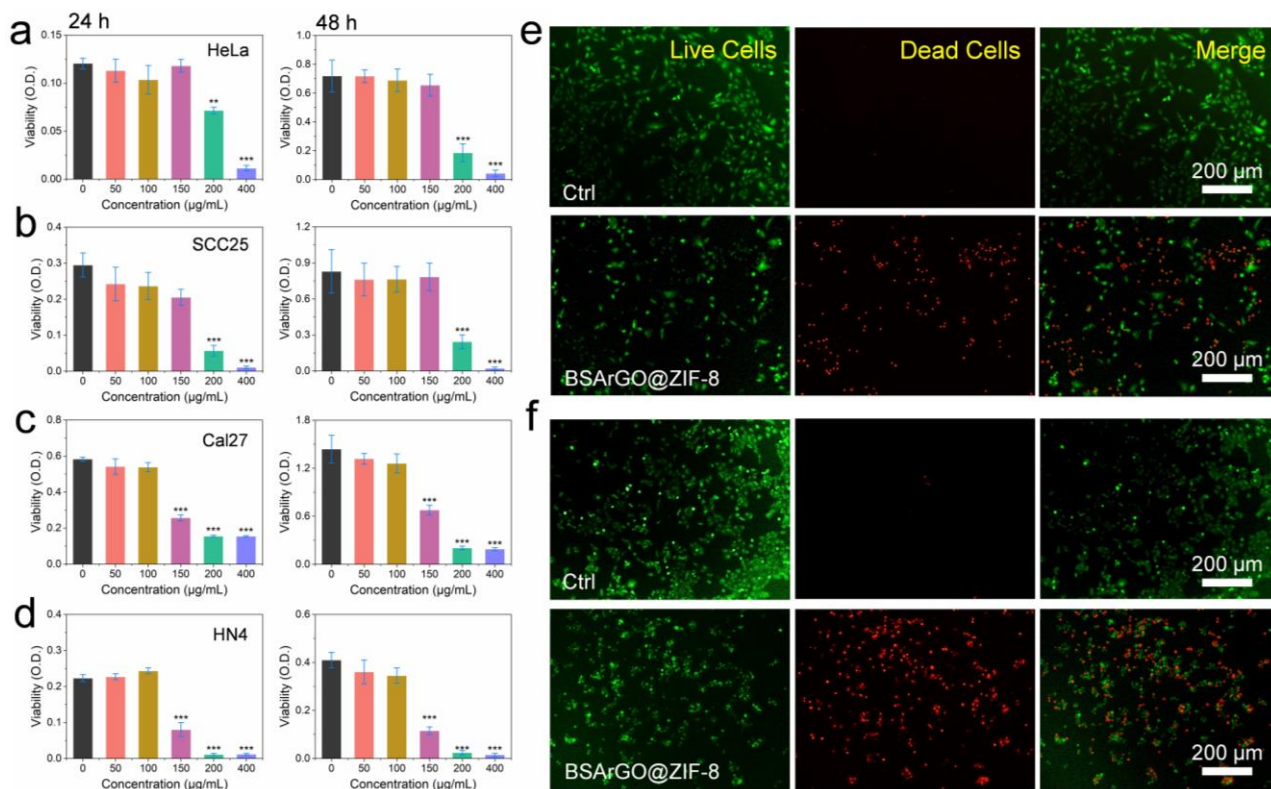 24 h
48 h
a
HeLa
Viability (O.D.)
0.15
0.10
0.05
0.00
**
***
0 50 100 150 200 400
Concentration (μg/mL)
Viability (O.D.)
1.0
0.8
0.6
0.4
0.2
0.0
***
***
0 50 100 150 200 400
Concentration (μg/mL)
b
SCC25
Viability (O.D.)
0.4
0.3
0.2
0.1
0.0
***
***
0 50 100 150 200 400
Concentration (μg/mL)
Viability (O.D.)
1.2
0.9
0.6
0.3
0.0
***
***
0 50 100 150 200 400
Concentration (μg/mL)
c
Cal27
Viability (O.D.)
0.8
0.6
0.4
0.2
0.0
***
***
***
0 50 100 150 200 400
Concentration (μg/mL)
Viability (O.D.)
1.8
1.2
0.6
0.0
***
***
***
0 50 100 150 200 400
Concentration (μg/mL)
d
HN4
Viability (O.D.)
0.4
0.3
0.2
0.1
0.0
***
***
***
0 50 100 150 200 400
Concentration (μg/mL)
Viability (O.D.)
0.6
0.4
0.2
0.0
***
***
***
0 50 100 150 200 400
Concentration (μg/mL)
e
Live Cells
Dead Cells
Merge
Ctrl
200 μm
BSArGO@ZIF-8
200 μm
f
Ctrl
200 μm
BSArGO@ZIF-8
200 μm